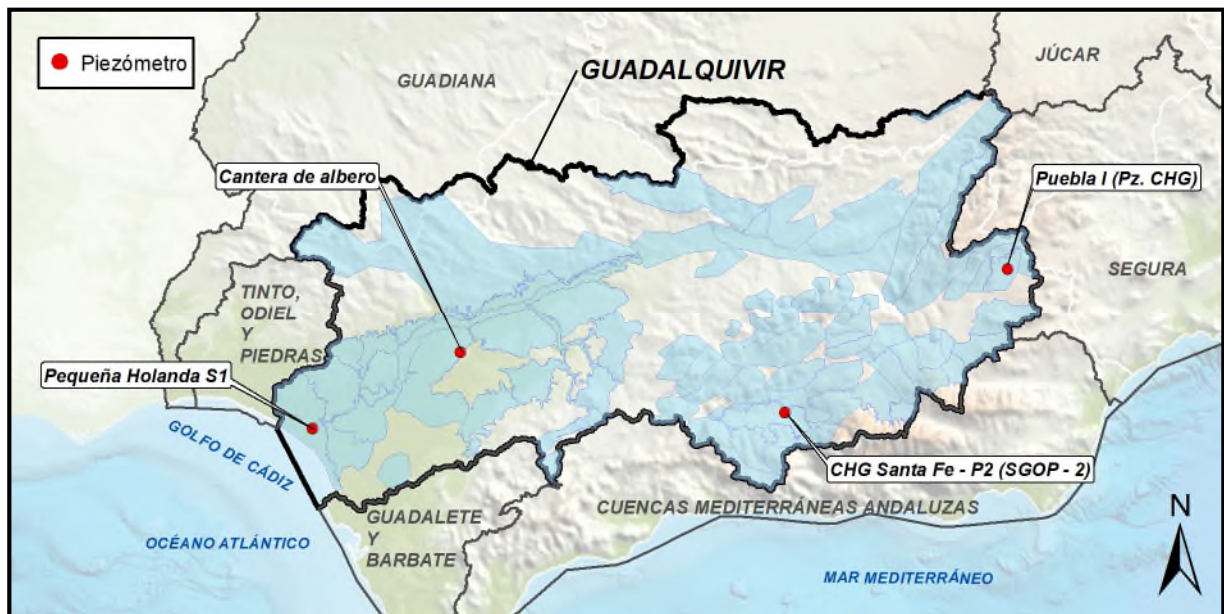 Piezómetro
GUADIANA
GUADALQUIVIR
JÚCAR
Cantera de albero
Puebla I (Pz. CHG)
SEGURA
TINTO,
ODIEL
Y
PIEDRAS
Pequeña Holanda S1
GOLFO DE CÁDIZ
CHG Santa Fe - P2 (SGOP - 2)
CUENCAS MEDITERRÁNEAS ANDALUZAS
GUADALETE
Y
BARBATE
OCÉANO ATLÁNTICO
MAR MEDITERRÁNEO
N